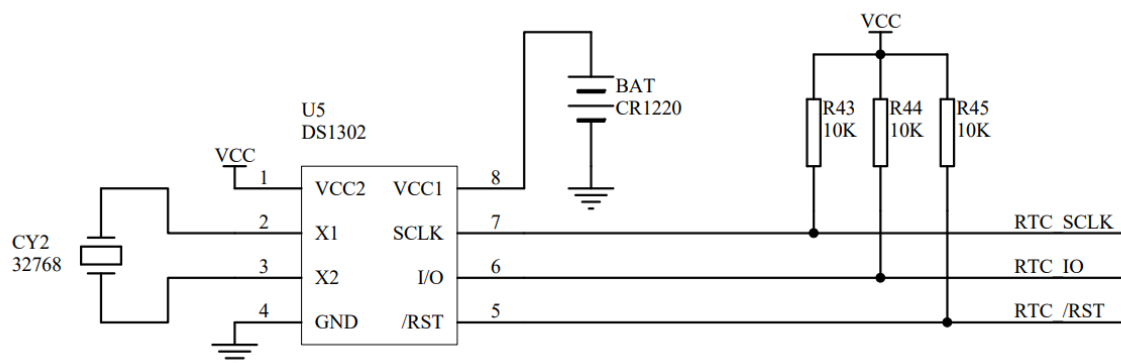 VCC
BAT
CR1220
R43
10K
R44
10K
R45
10K
U5
DS1302
VCC
1
VCC2
VCC1
8
2
X1
SCLK
7
RTC_SCLK
CY2
32768
3
X2
I/O
6
RTC_IO
4
GND
/RST
5
RTC_/RST